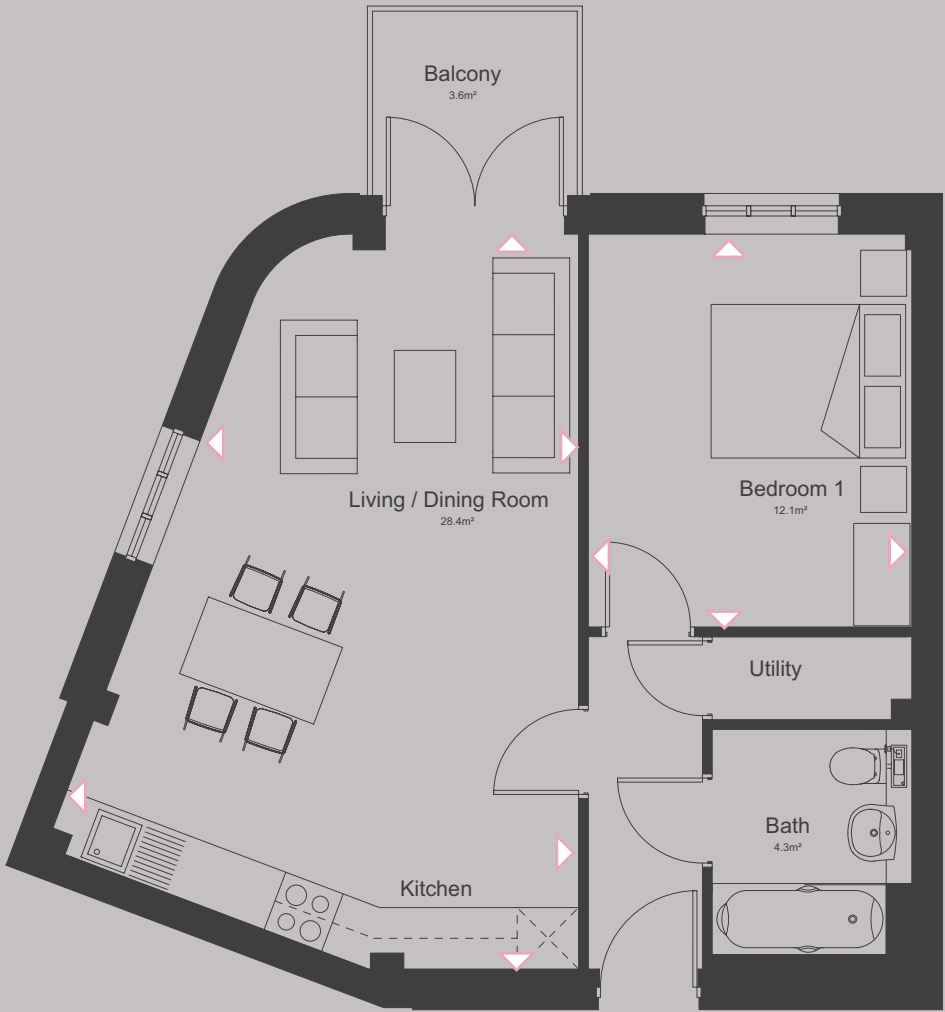 Balcony
3.6m²
Living / Dining Room
28.4m²
Bedroom 1
12.1m²
Utility
Bath
4.3m²
Kitchen